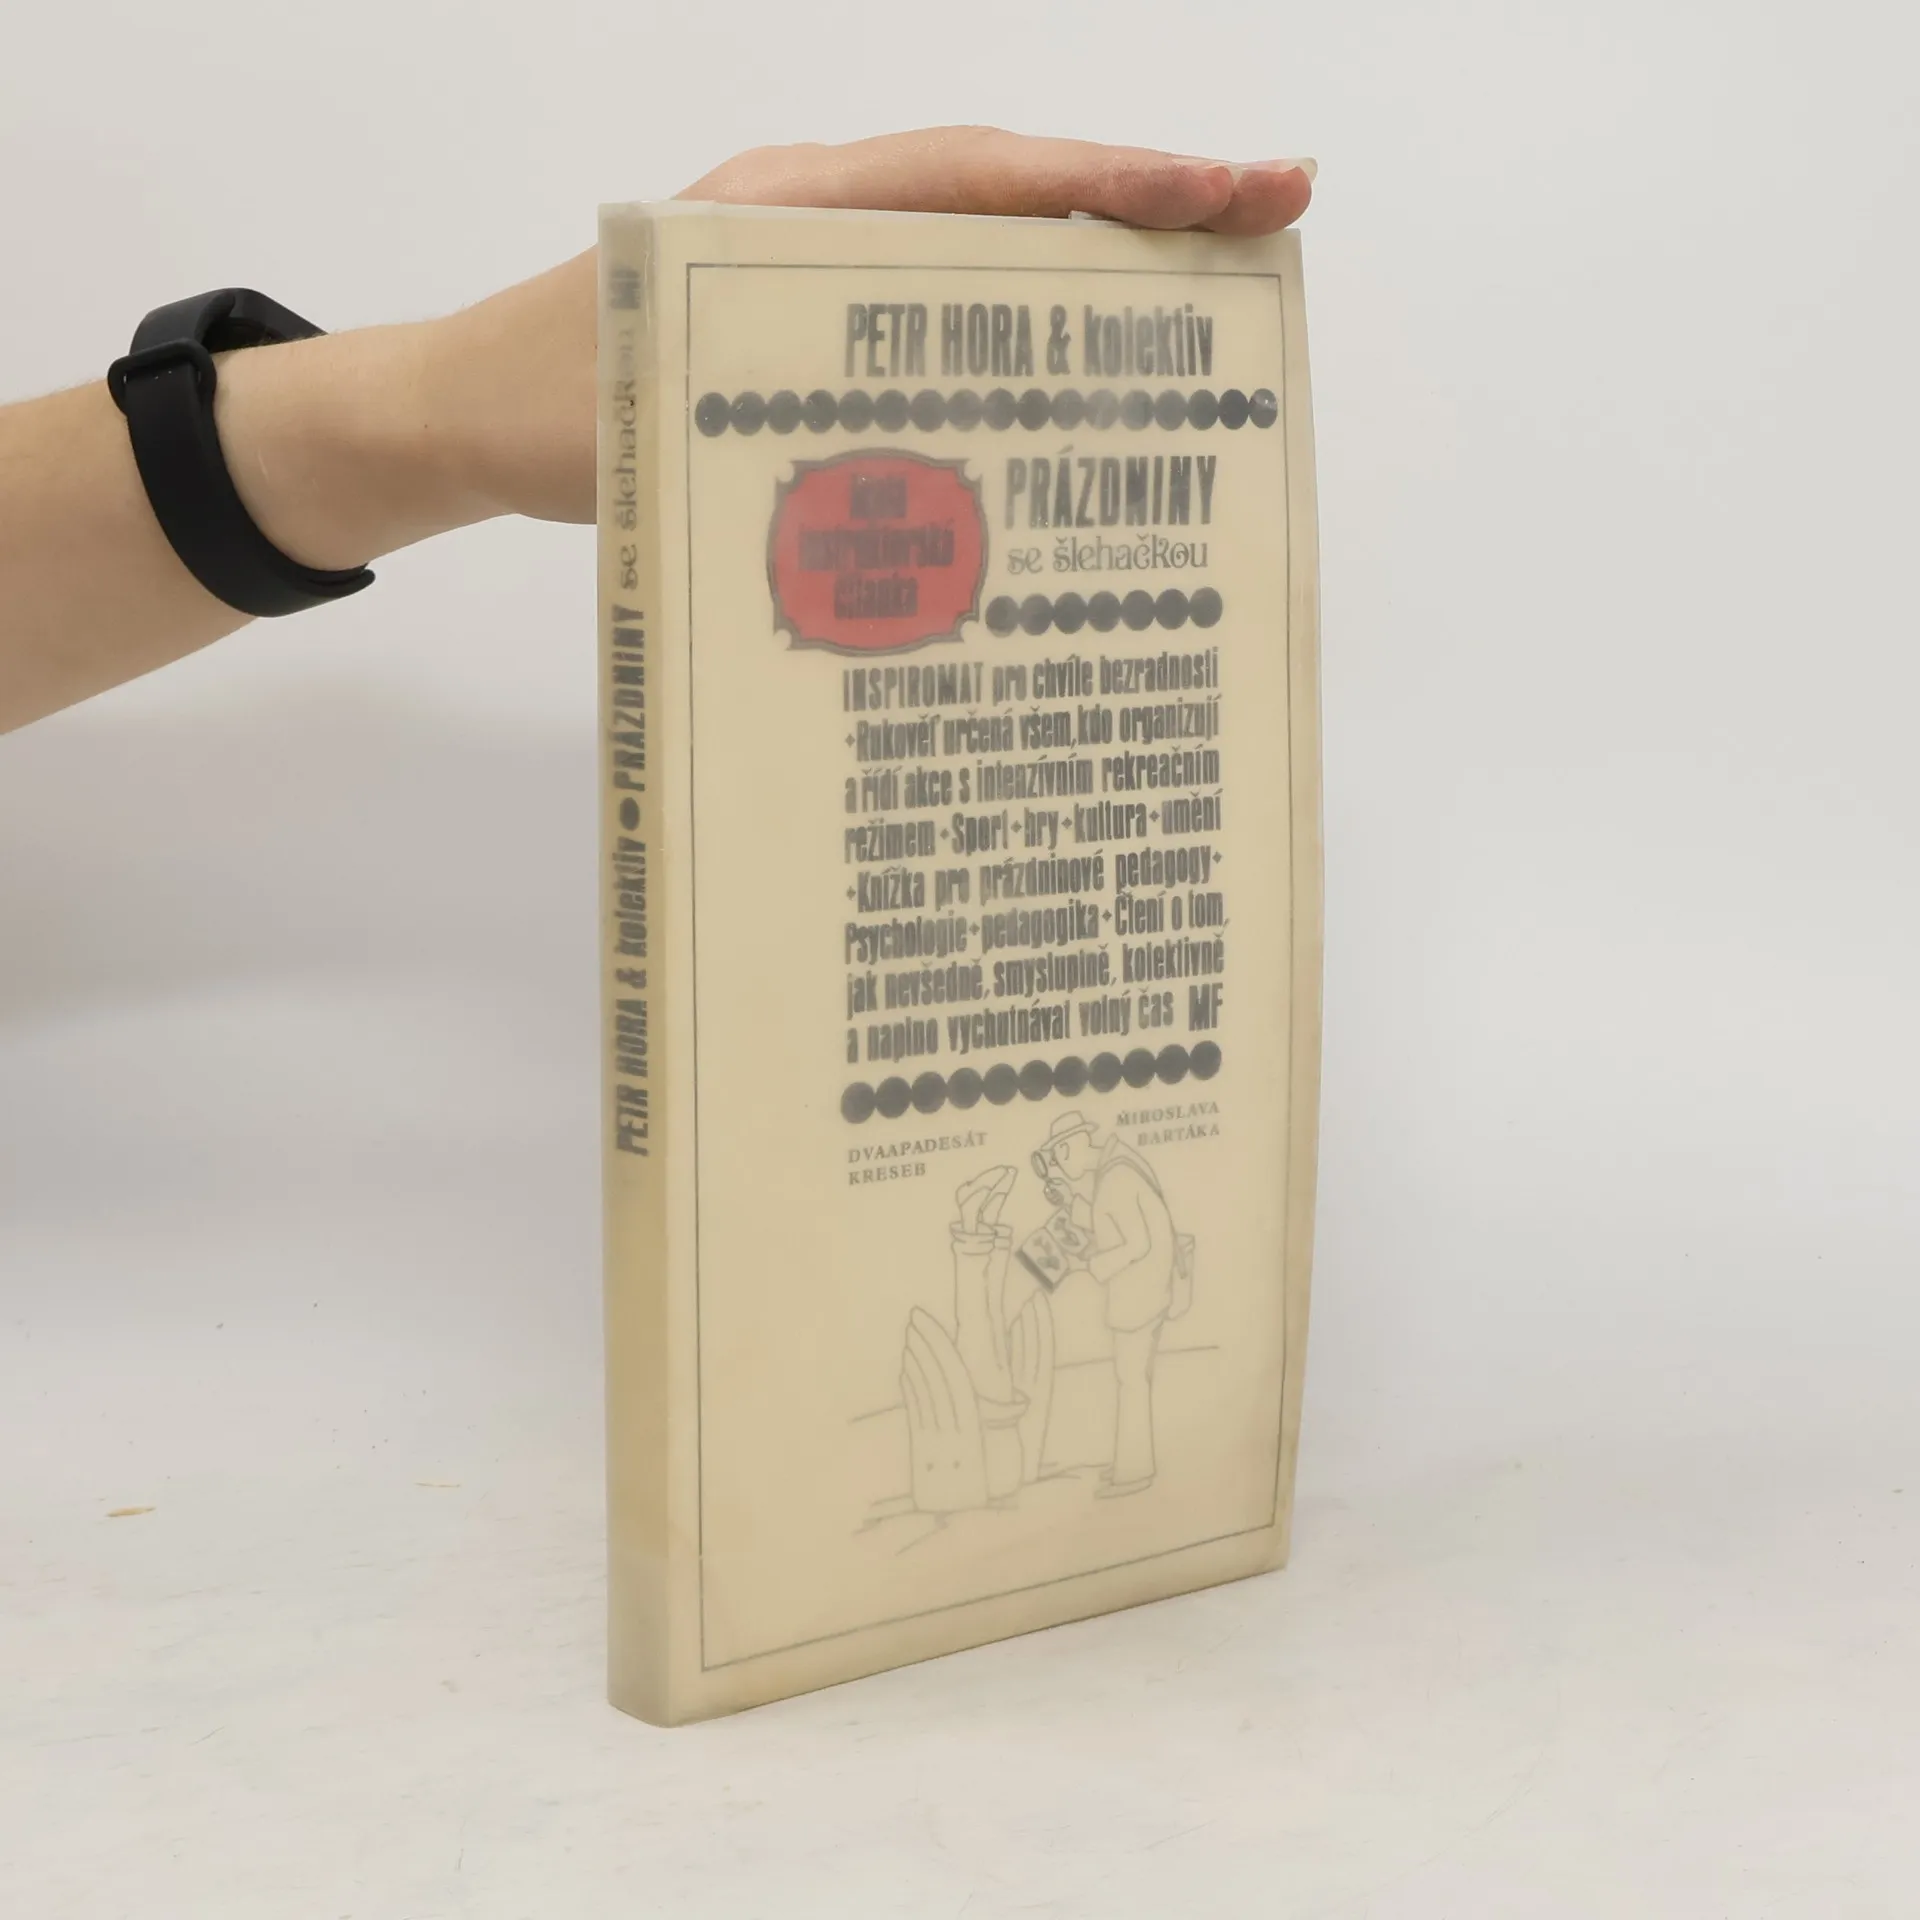 PETR HORA & kolektiv
PRÁZDNINY
se šlehačkou
instruktorská
čítanka
INSPIROMAT pro chvíle bezradnosti
+Rukověť určená všem, kdo organizují
a řídí akce s intenzívním rekreačním
režimem+Sport+hry+kultura+umění
+Knížka pro prázdninové pedagogy+
Psychologie+pedagogika+Čtení o tom,
jak nevšedně, smysluplně, kolektivně
a naplno vychutnávat volný čas MF
DVAAPADESÁT
KRESEB
MIROSLAVA
BARTÁKA
PETR HORA & kolektiv ● PRÁZDNINY se šlehačkou MF